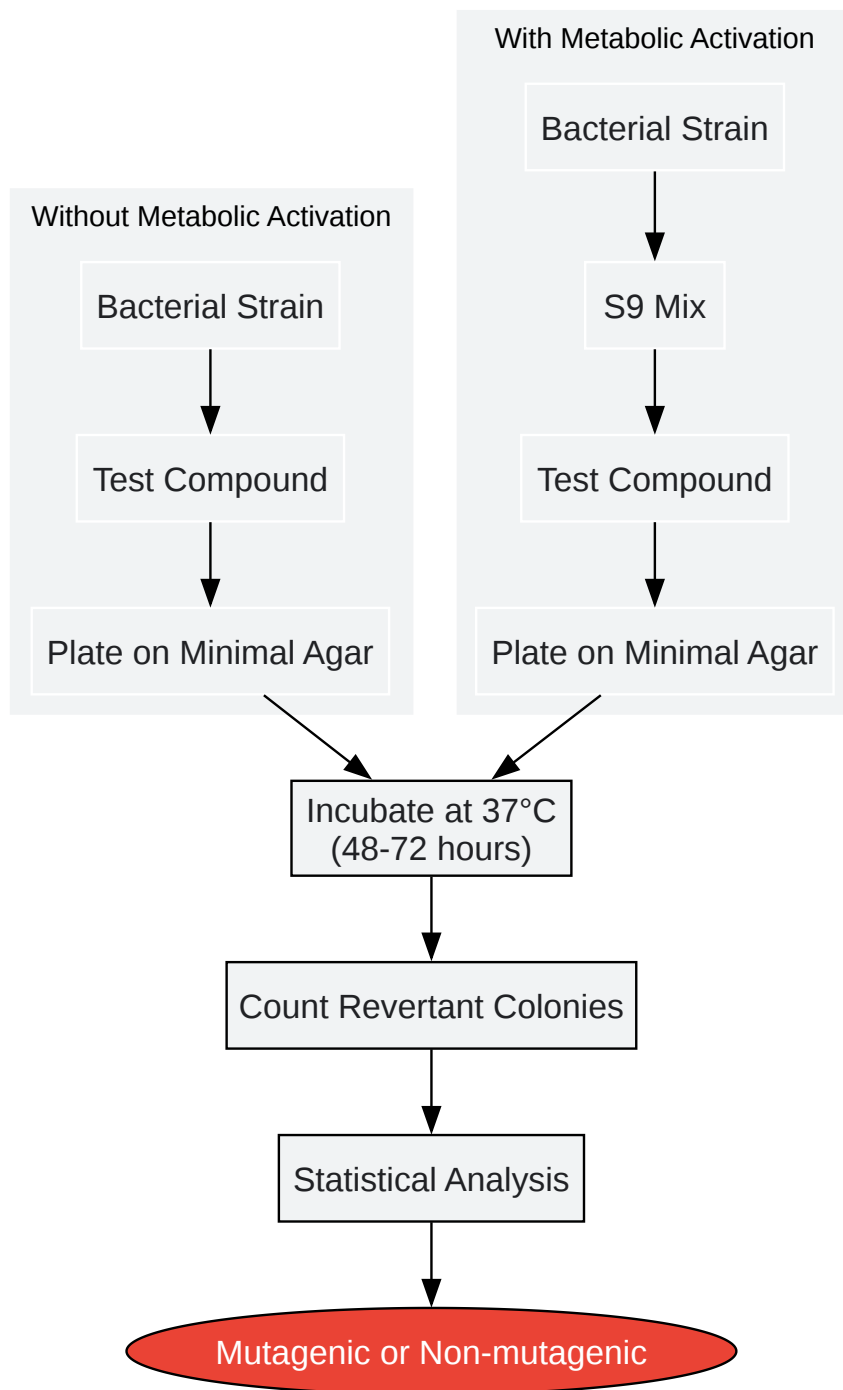 With Metabolic Activation
Bacterial Strain
Without Metabolic Activation
Bacterial Strain
S9 Mix
Test Compound
Test Compound
Plate on Minimal Agar
Plate on Minimal Agar
Incubate at 37°C
(48-72 hours)
Count Revertant Colonies
Statistical Analysis
Mutagenic or Non-mutagenic